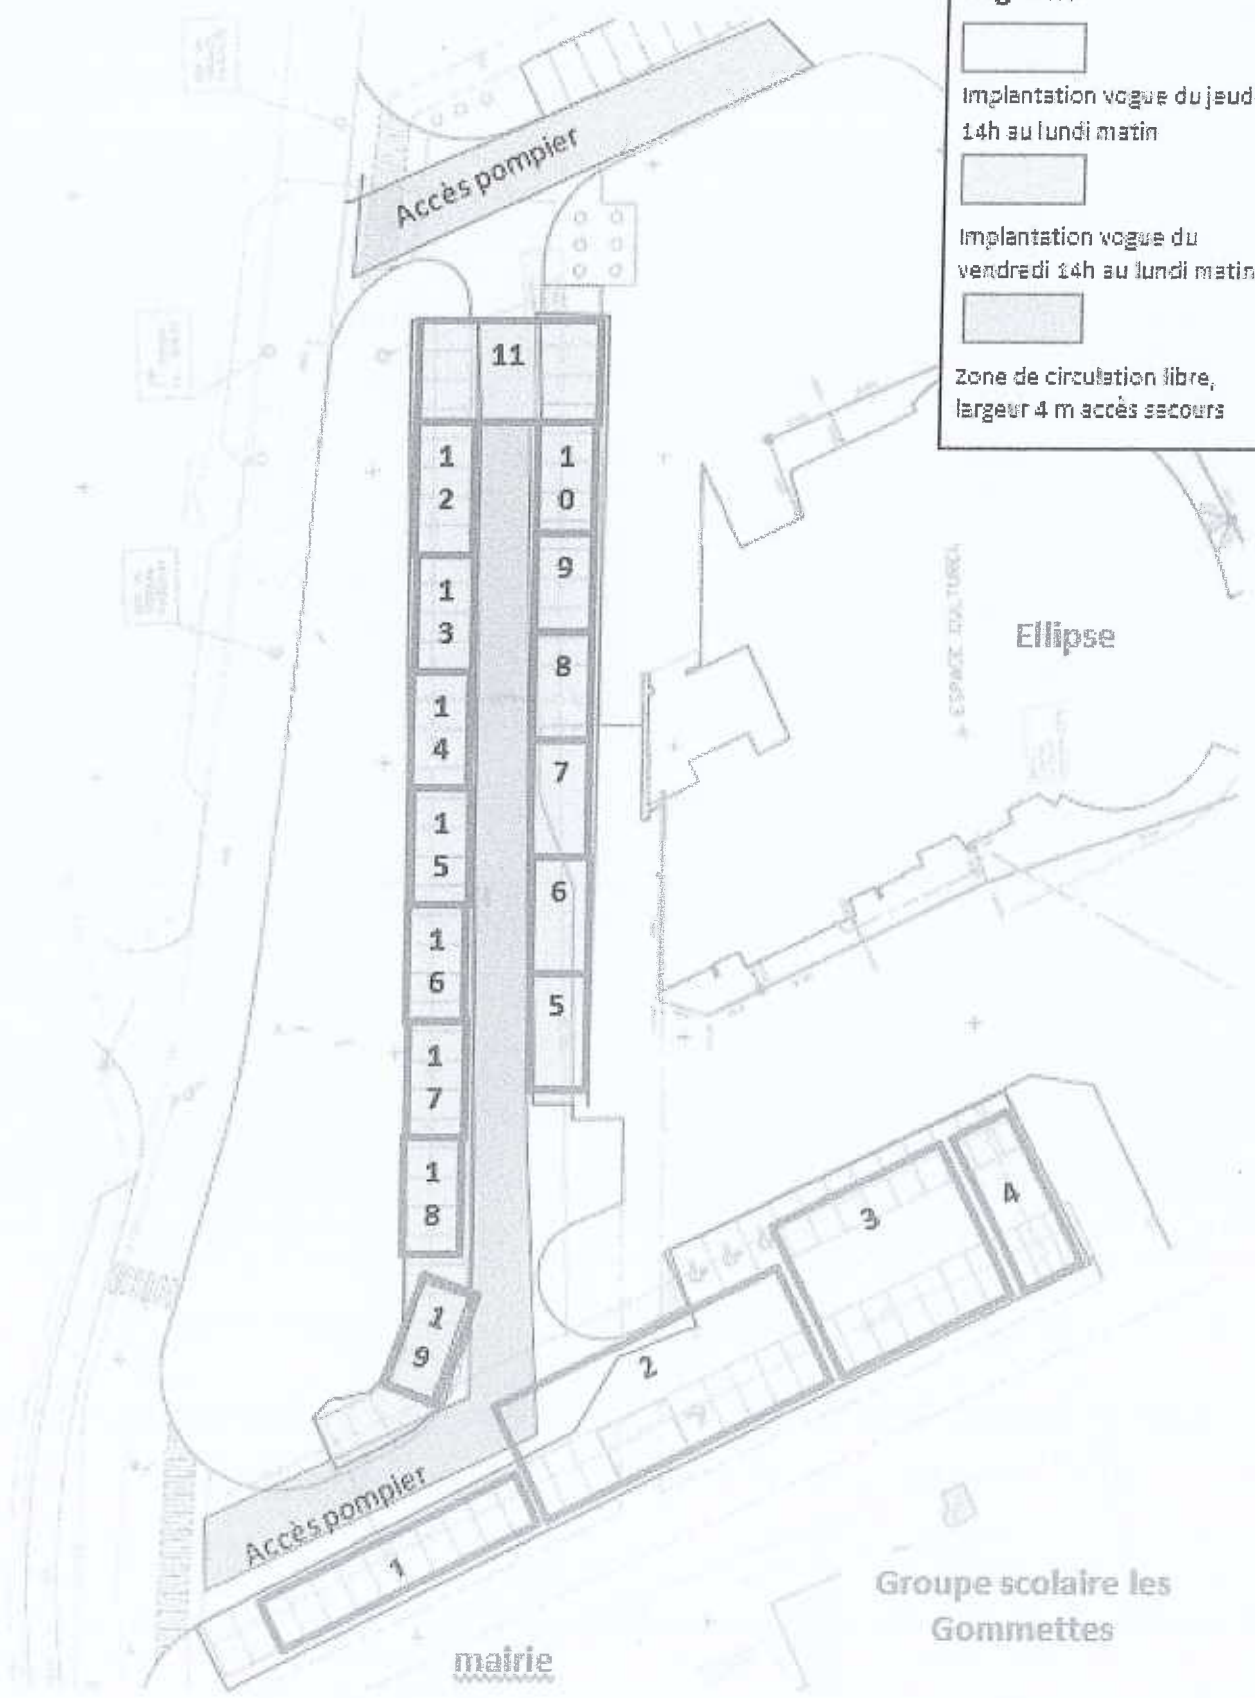 Implantation vogue du jeud
14h au lundi matin
Implantation vogue du
vendredi 14h au lundi matin
Zone de circulation libre,
largeur 4 m accès secours
Accès pompier
11
1
2
1
0
1
3
9
8
1
4
7
1
5
6
1
6
5
1
7
1
8
1
9
ESPACE CULTUREL
Ellipse
4
3
2
Accès pompier
1
Groupe scolaire les
Gommettes
mairie